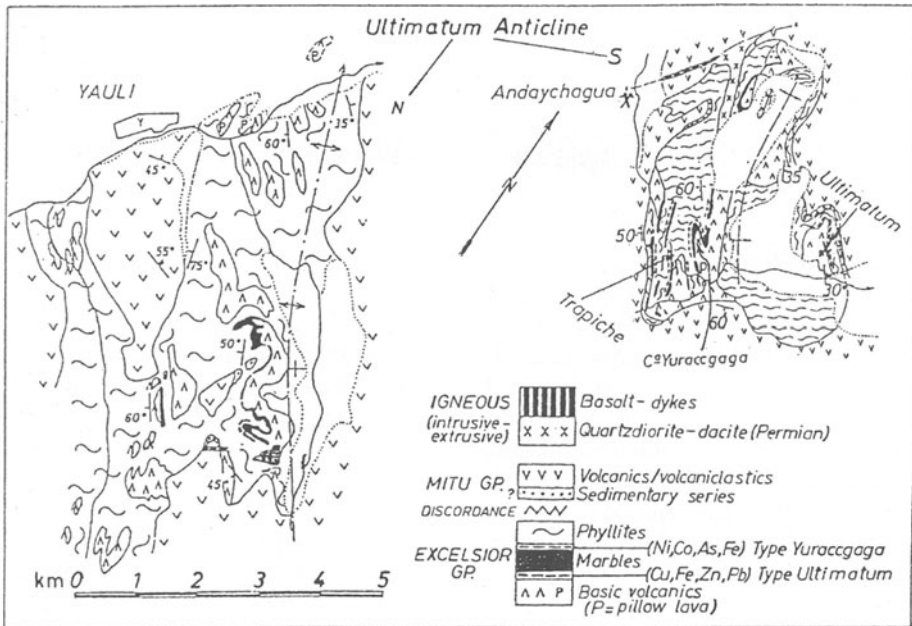 Ultimatum Anticline
S
N
YAULI
Y
Andaychagua
N
P
P
35°
60°
45°
55°
75°
50°
60°
45
60
35
50°
60
30°
Ultimatum
Trapiche
Cº Yuraccgaga
IGNEOUS
(intrusive-
extrusive)
Basalt-dykes
Quartzdiorite-dacite (Permian)
MITU GP.
?
Volcanics/volcaniclastics
Sedimentary series
DISCORDANCE
EXCELSIOR
GP.
Phyllites
(Ni,Co,As,Fe) Type Yuraccgaga
Marbles
(Cu,Fe,Zn,Pb) Type Ultimatum
Basic volcanics
(P= pillow lava)
P
km 0 1 2 3 4 5